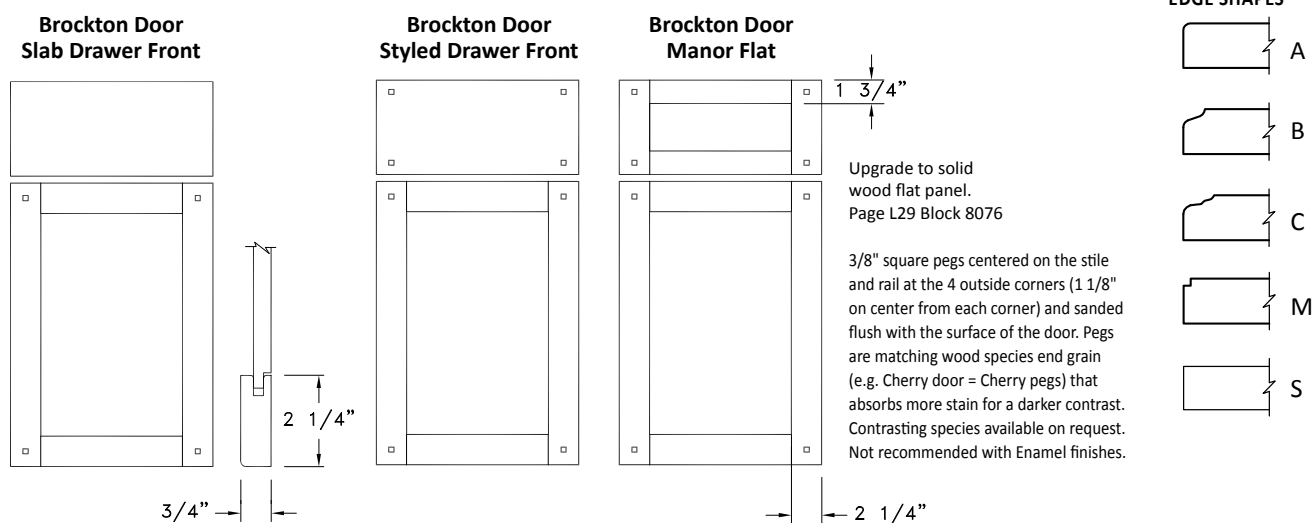 Brockton Door
Slab Drawer Front
Brockton Door
Styled Drawer Front
Brockton Door
Manor Flat
EDGE SHAPES
1 3/4”
A
B
C
M
S
Upgrade to solid
wood flat panel.
Page L29 Block 8076
3/8" square pegs centered on the stile
and rail at the 4 outside corners (1 1/8"
on center from each corner) and sanded
flush with the surface of the door. Pegs
are matching wood species end grain
(e.g. Cherry door = Cherry pegs) that
absorbs more stain for a darker contrast.
Contrasting species available on request.
Not recommended with Enamel finishes.
2 1/4”
3/4”
2 1/4”